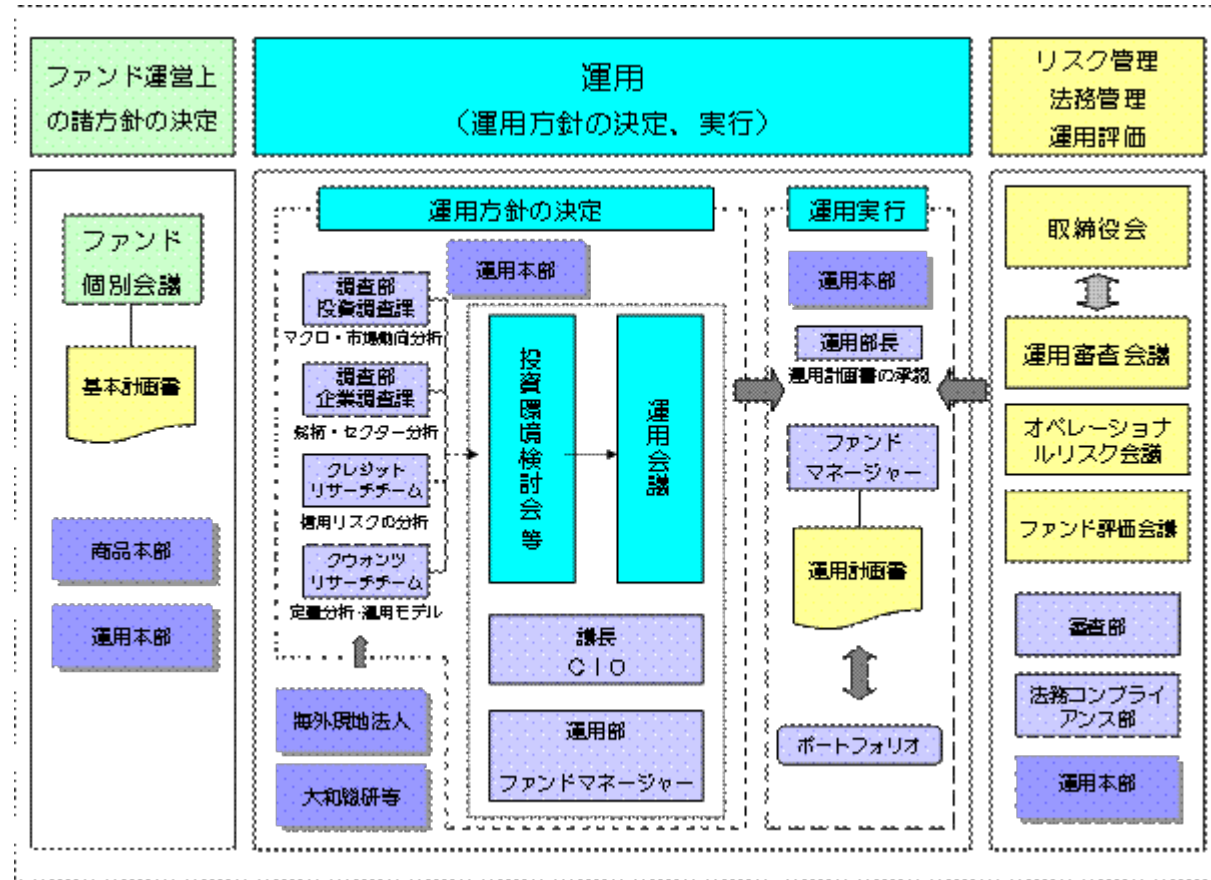 ファンド運営上
の諸方針の決定
運用
(運用方針の決定、実行)
リスク管理
法務管理
運用評価
ファンド
個別会議
基本計画書
商品本部
運用本部
運用方針の決定
運用本部
調査部
投資調査課
マクロ・市場動向分析
調査部
企業調査課
銘柄・セクター分析
クレジット
リサーチチーム
信用リスクの分析
クウォンツ
リサーチチーム
定量分析・運用モデル
海外現地法人
大和総研等
投資環境検討会 等
運用会議
議長
CIO
運用部
ファンドマネージャー
運用実行
運用本部
運用部長
運用計画書の承認
ファンド
マネージャー
運用計画書
ポートフォリオ
取締役会
運用審査会議
オペレーショナ
ルリスク会議
ファンド評価会議
審査部
法務コンプライ
アンス部
運用本部